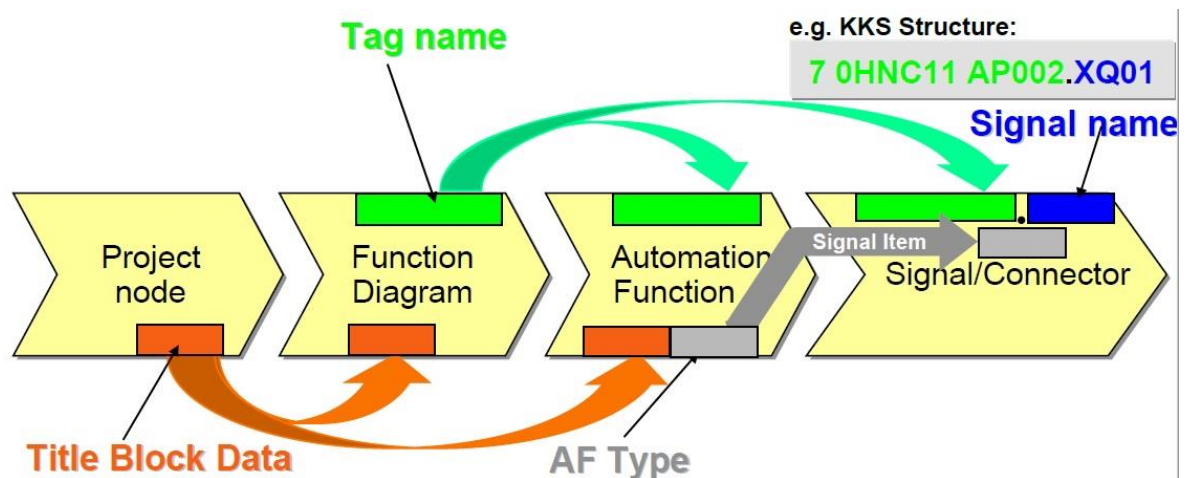 Tag name
e.g. KKS Structure:
7 0HNC11 AP002.XQ01
Signal name
Project
node
Function
Diagram
Automation
Function
Signal Item
Signal/Connector
Title Block Data
AF Type